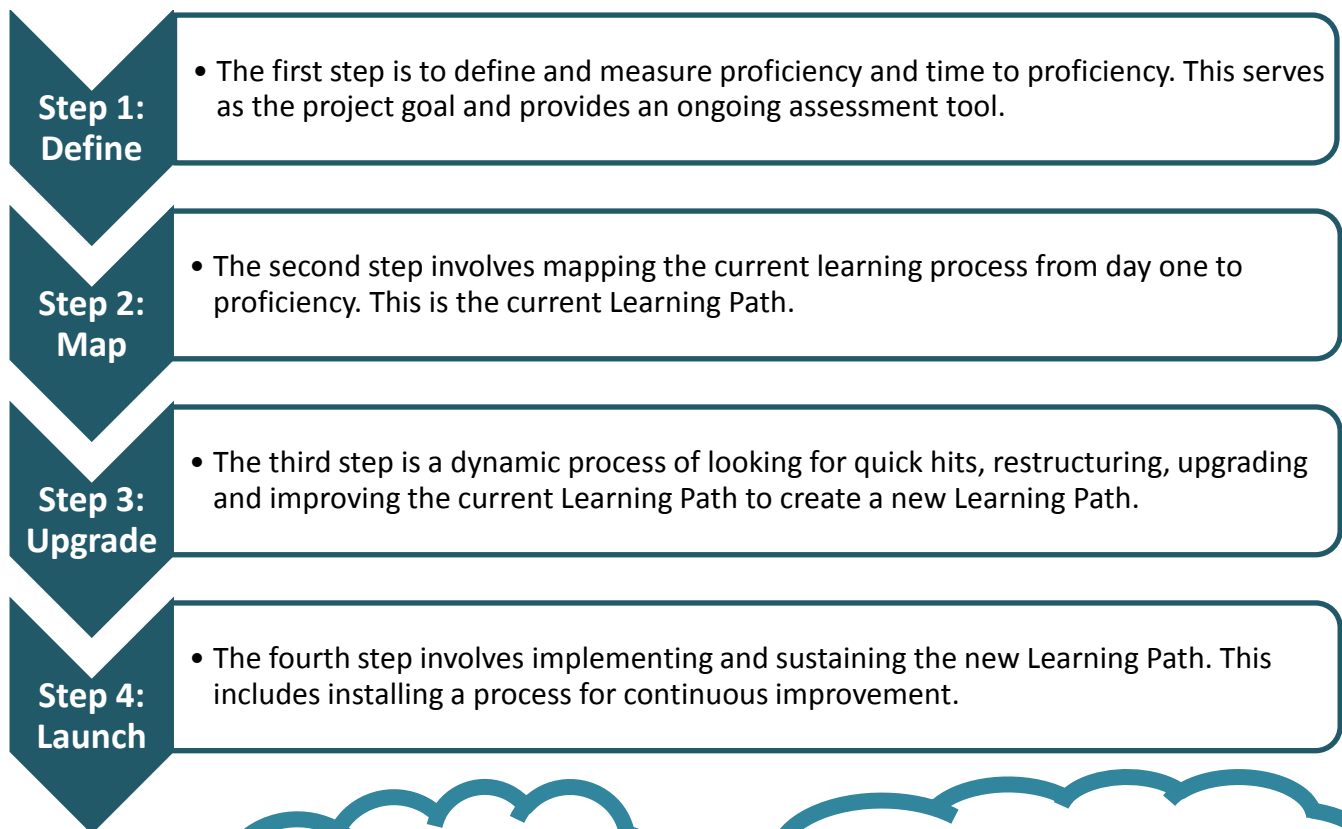 Step 1:
Define
• The first step is to define and measure proficiency and time to proficiency. This serves
as the project goal and provides an ongoing assessment tool.
Step 2:
Map
• The second step involves mapping the current learning process from day one to
proficiency. This is the current Learning Path.
Step 3:
Upgrade
• The third step is a dynamic process of looking for quick hits, restructuring, upgrading
and improving the current Learning Path to create a new Learning Path.
Step 4:
Launch
• The fourth step involves implementing and sustaining the new Learning Path. This
includes installing a process for continuous improvement.